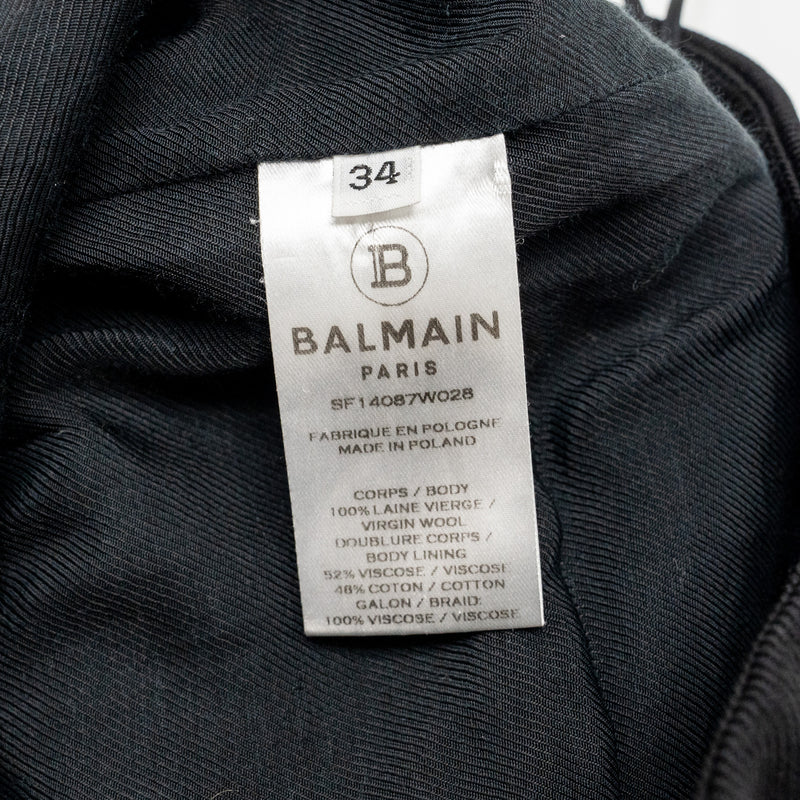 34
B
BALMAIN
PARIS
SF14087W028
FABRIQUE EN POLOGNE
MADE IN POLAND
CORPS / BODY
100% LAINE VIERGE /
VIRGIN WOOL
DOUBLURE CORPS /
BODY LINING
52% VISCOSE / VISCOSE
48% COTON / COTTON
GALON / BRAID:
100% VISCOSE / VISCOSE